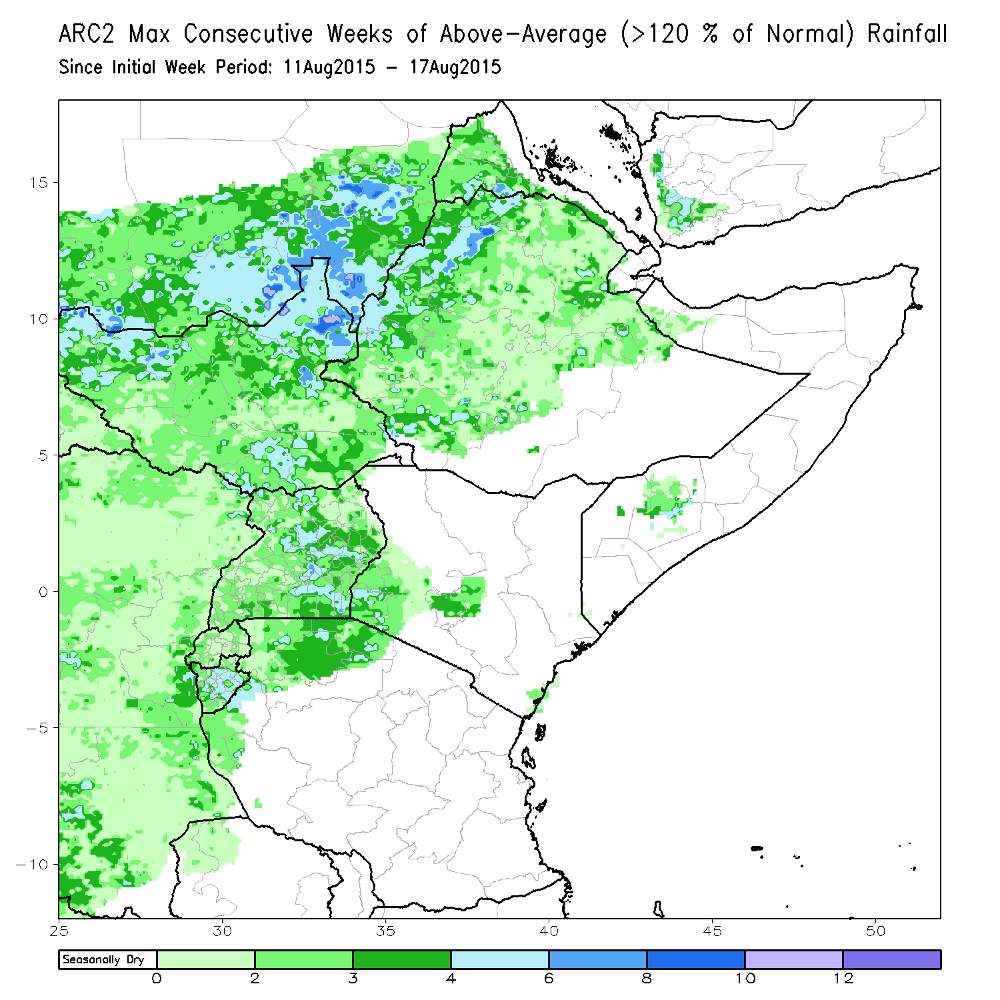 ARC2 Max Consecutive Weeks of Above-Average (>120 % of Normal) Rainfall
Since Initial Week Period: 11Aug2015 - 17Aug2015
15
10
5
0
-5
-10
25 30 35 40 45 50
Seasonally Dry
0 2 3 4 6 8 10 12